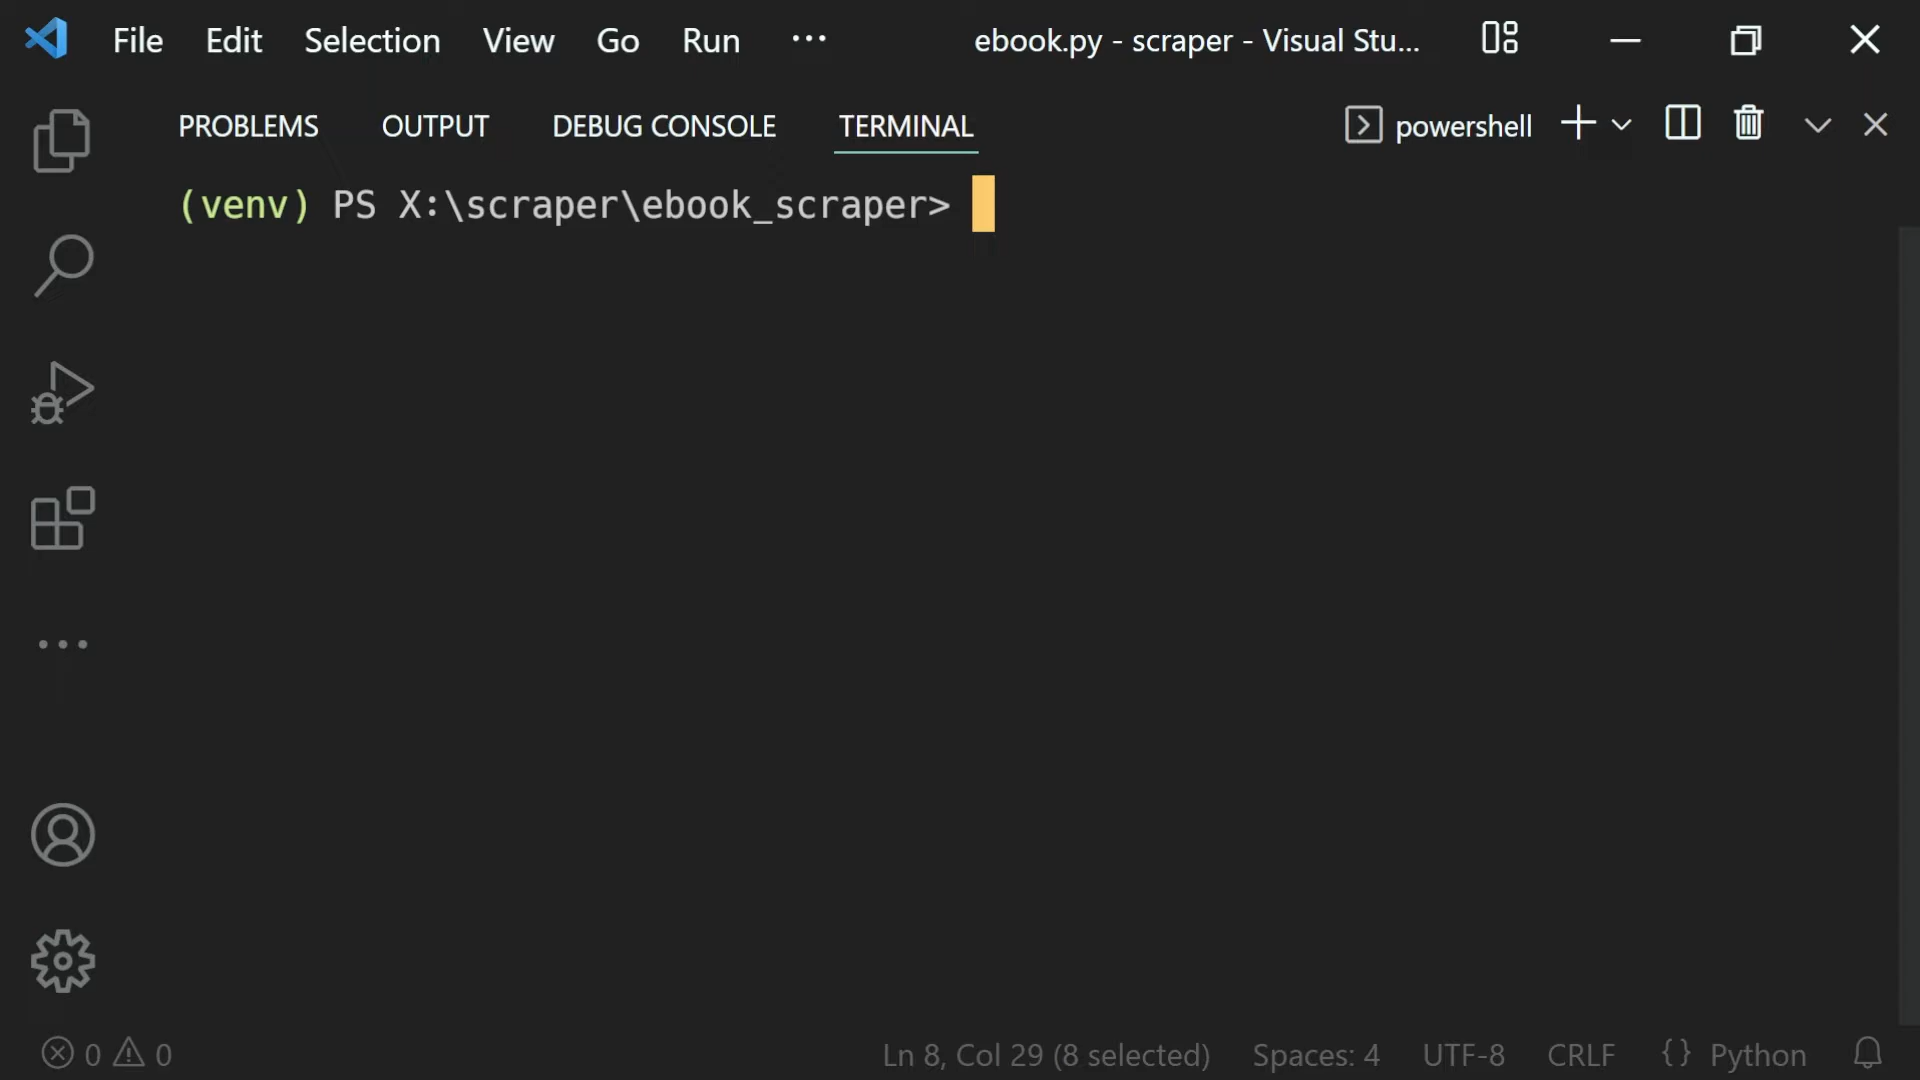 File Edit Selection View Go Run ··· ebook.py - scraper - Visual Stu...
PROBLEMS OUTPUT DEBUG CONSOLE TERMINAL powershell
(venv) PS X:\scraper\ebook_scraper>
0 0 Ln 8, Col 29 (8 selected) Spaces: 4 UTF-8 CRLF {} Python